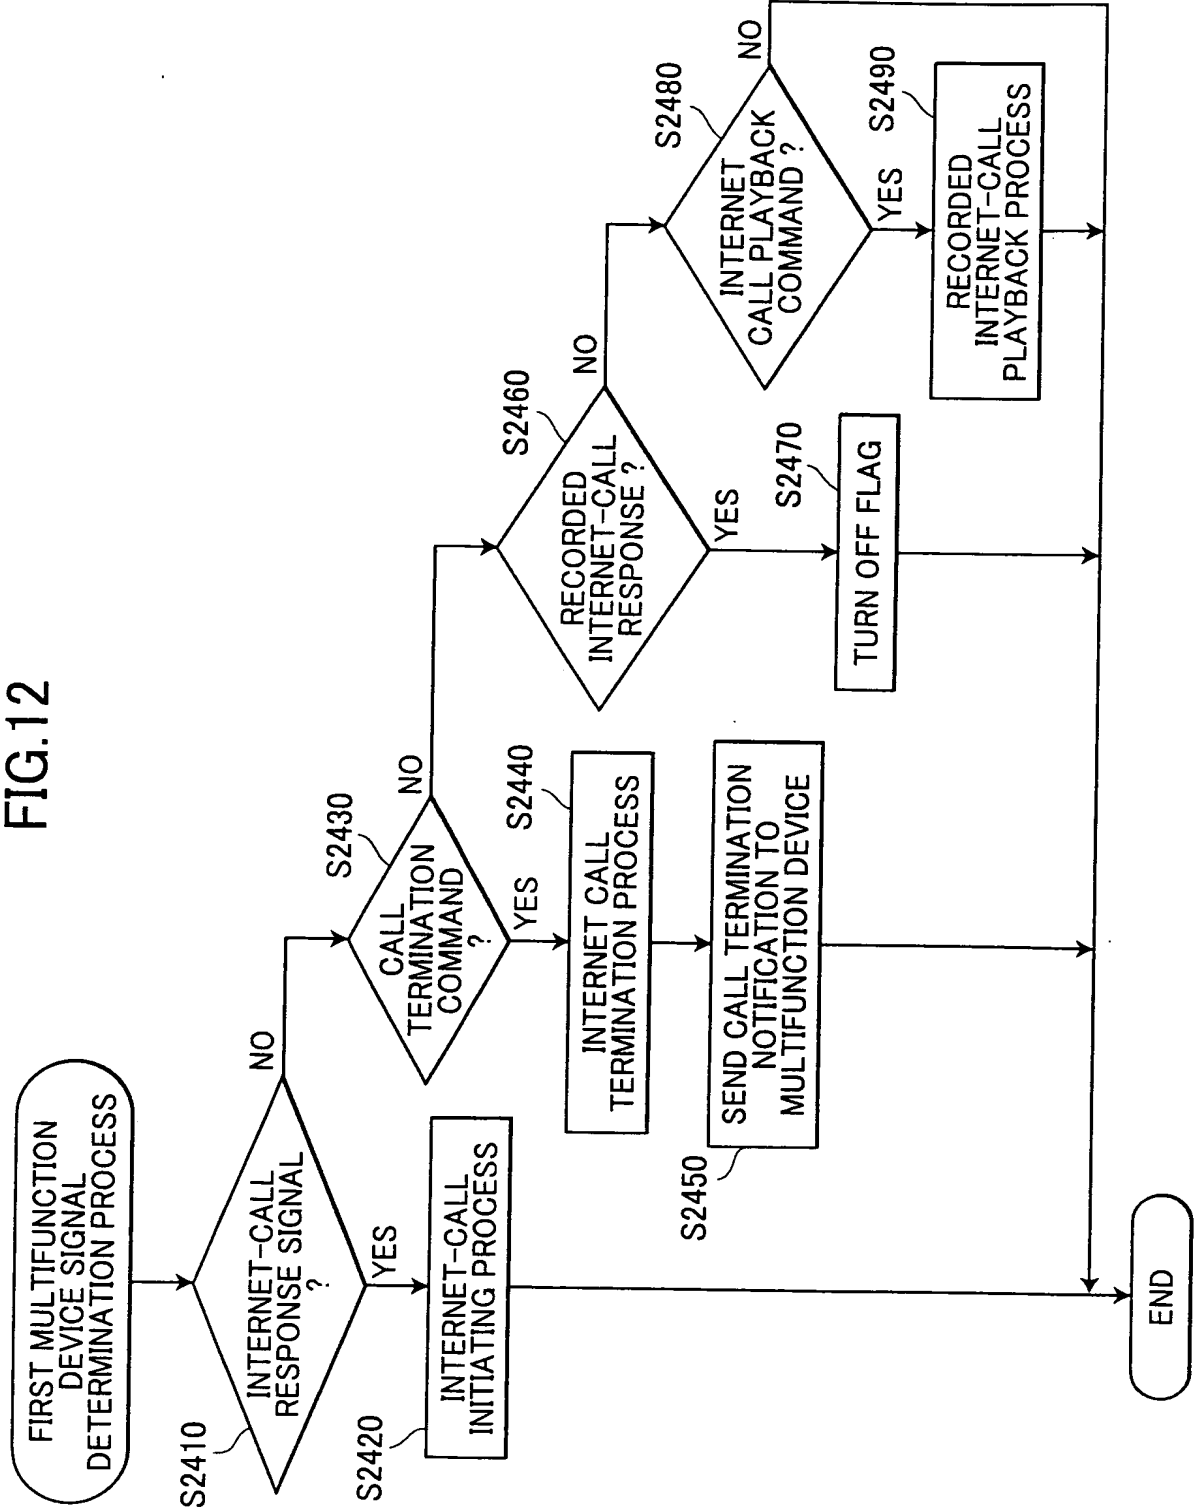 FIG.12
FIRST MULTIFUNCTION
DEVICE SIGNAL
DETERMINATION PROCESS
S2410
INTERNET-CALL
RESPONSE SIGNAL
?
NO
YES
S2420
INTERNET-CALL
INITIATING PROCESS
S2430
CALL
TERMINATION
COMMAND
?
NO
YES
S2440
INTERNET CALL
TERMINATION PROCESS
S2450
SEND CALL TERMINATION
NOTIFICATION TO
MULTIFUNCTION DEVICE
S2460
RECORDED
INTERNET-CALL
RESPONSE ?
NO
YES
S2470
TURN OFF FLAG
S2480
INTERNET
CALL PLAYBACK
COMMAND ?
NO
YES
S2490
RECORDED
INTERNET-CALL
PLAYBACK PROCESS
END